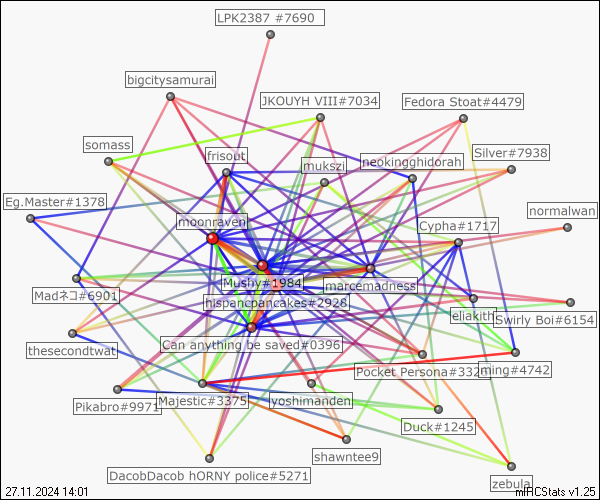 LPK2387 #7690
bigcitysamurai
JKOUYH VIII#7034
Fedora Stoat#4479
somass
frisout
mukszi
neokingghidorah
Silver#7938
Eg.Master#1378
moonraven
Cypha#1717
normalwan
Mushy#1984
marcemadness
Madネコ#6901
hispencpancakes#2928
eliakith
Swirly Boi#6154
thesecondtwat
Can anything be saved#0396
Pocket Persona#332
ming#4742
Pikabro#9971
Majestic#3375
yoshimanden
Duck#1245
shawntee9
DacobDacob hORNY police#5271
zebula
27.11.2024 14:01
mIRCStats v1.25